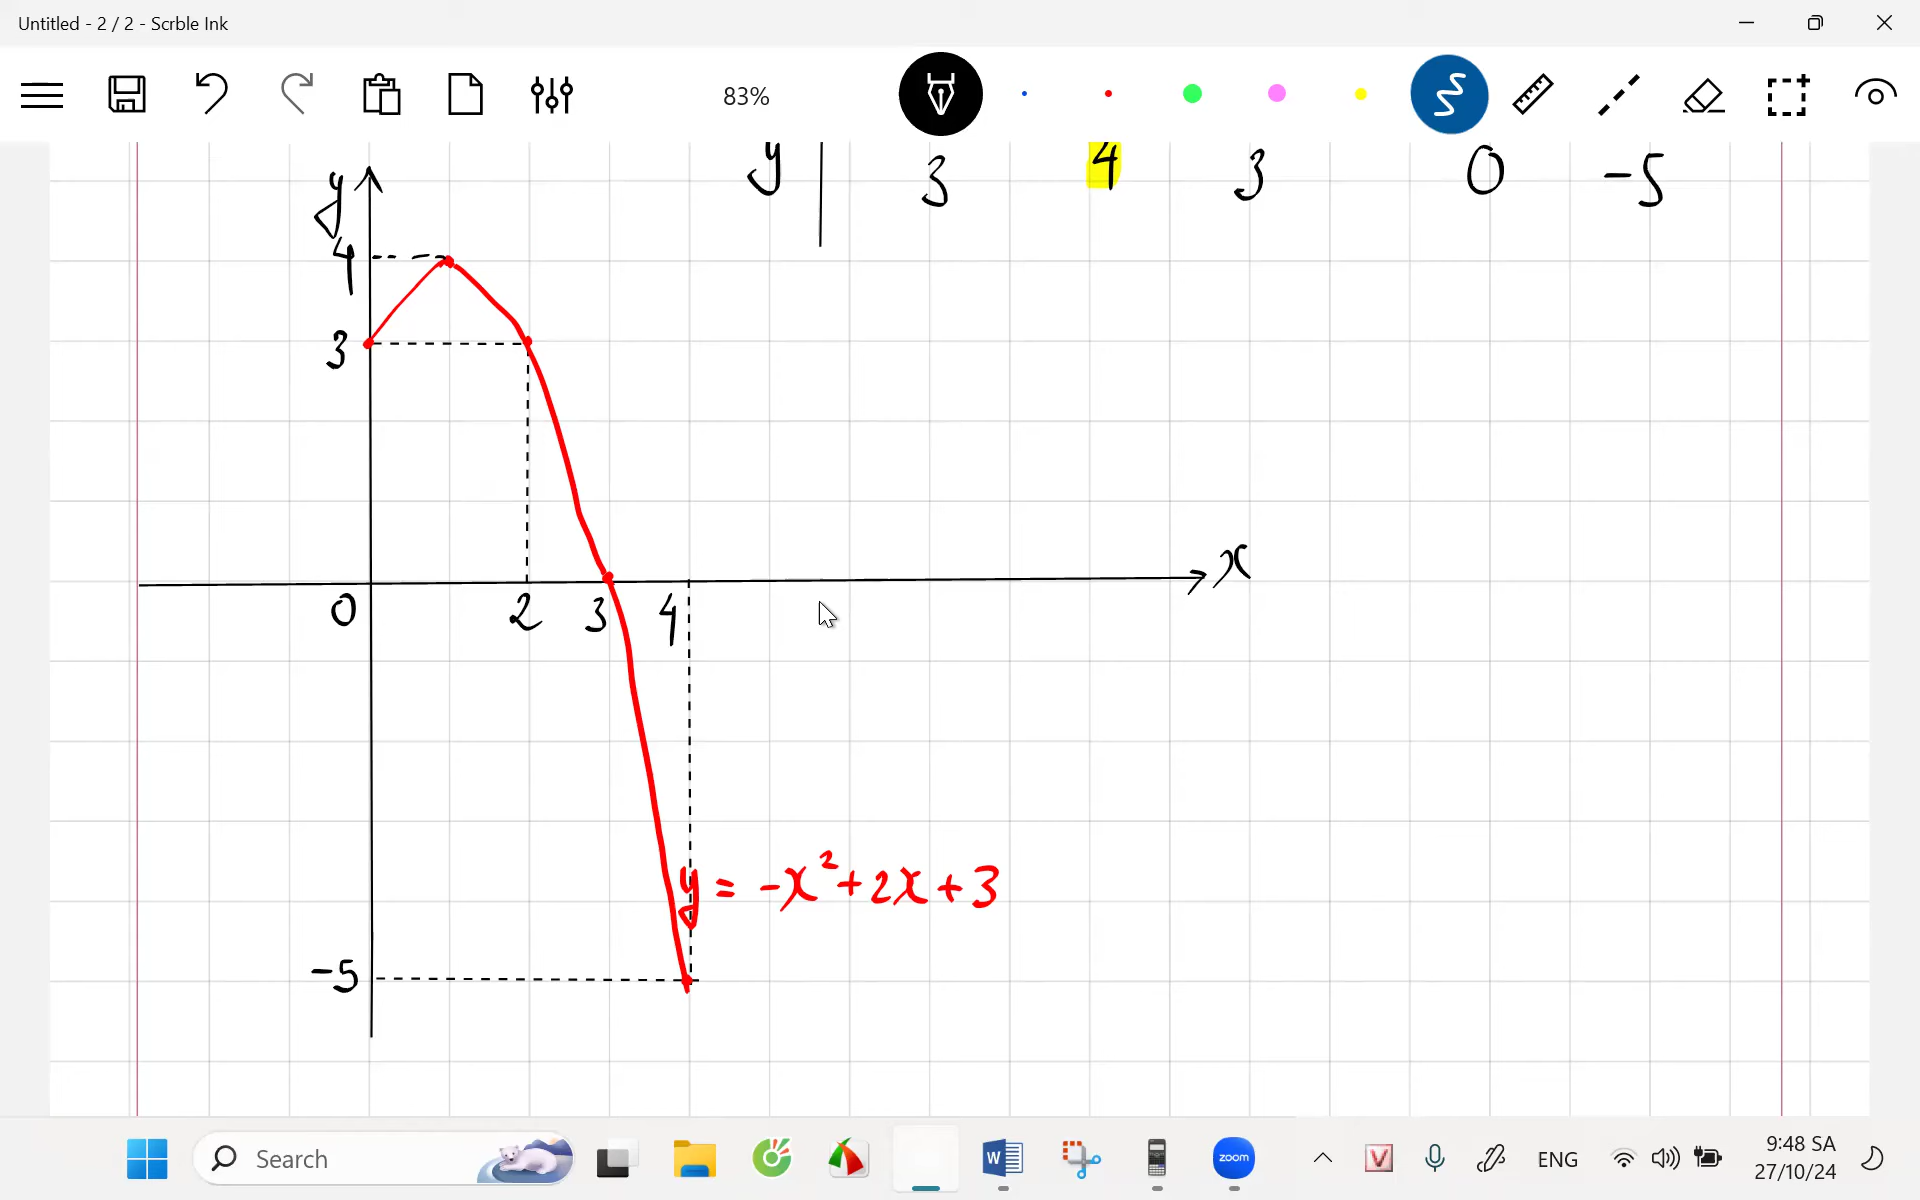 Untitled - 2 / 2 - Scrble Ink
83%
y 3 4 3 0 -5
y
4
3
x
0 2 3 4
y = -x²+2x+3
-5
Search
zoom
ENG
9:48 SA
27/10/24